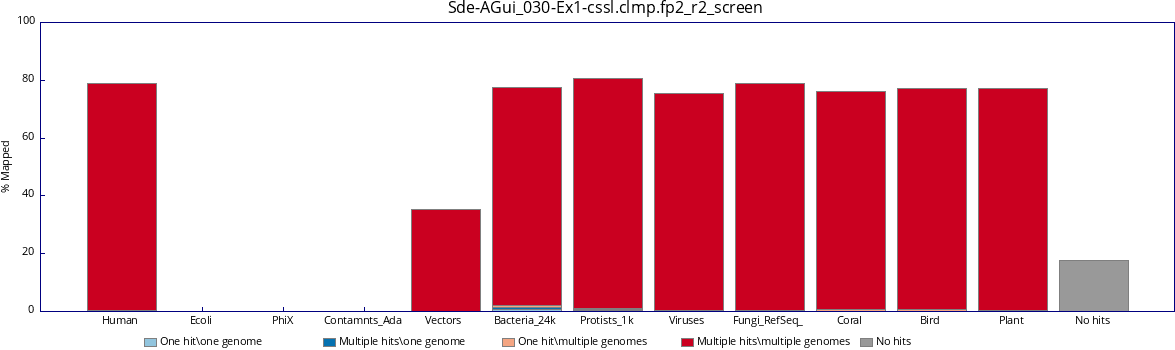 Sde-AGui_030-Ex1-cssl.clmp.fp2_r2_screen
100
80
60
40
20
0
% Mapped
Human Ecoli PhiX Contamnts_Ada Vectors Bacteria_24k Protists_1k Viruses Fungi_RefSeq_ Coral Bird Plant No hits
One hit\one genome Multiple hits\one genome One hit\multiple genomes Multiple hits\multiple genomes No hits